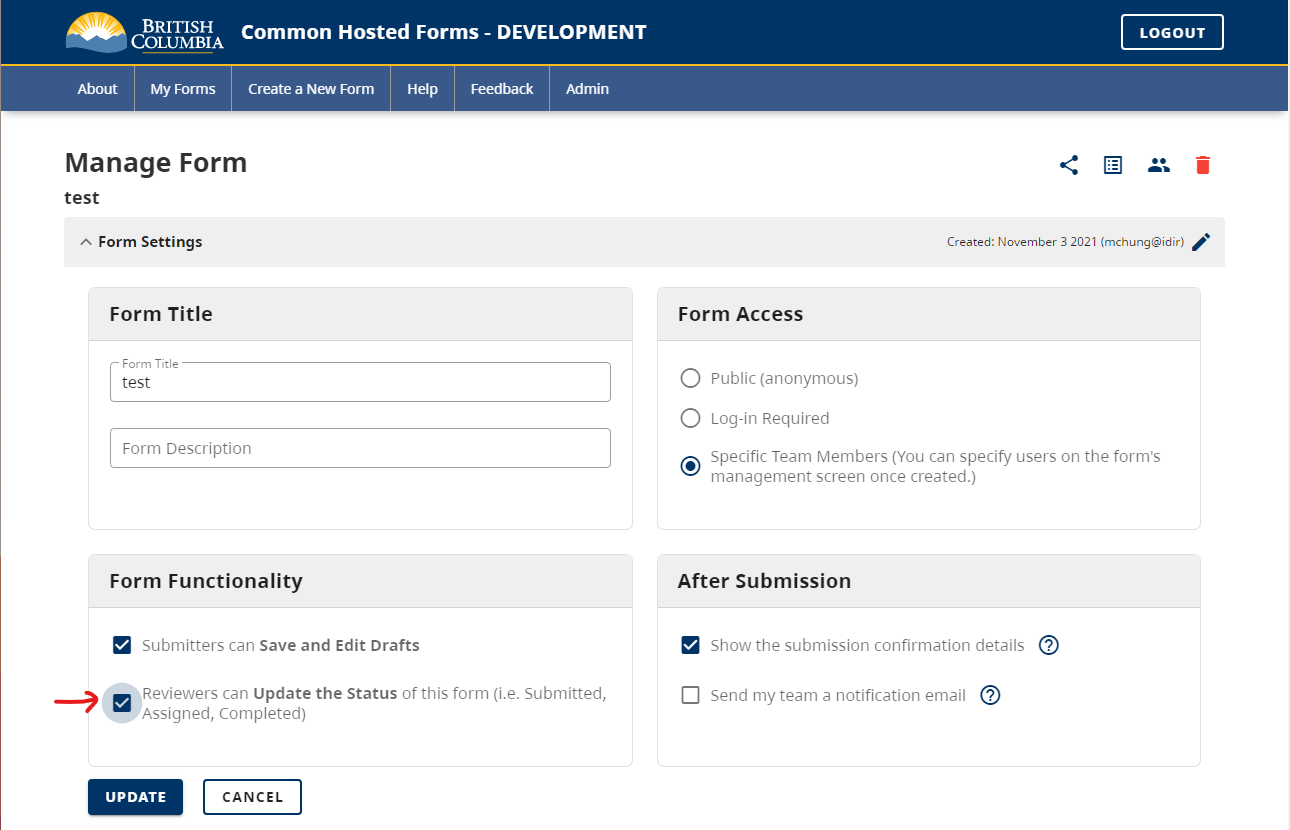 BRITISH
COLUMBIA
Common Hosted Forms - DEVELOPMENT
LOGOUT
About
My Forms
Create a New Form
Help
Feedback
Admin
Manage Form
test
Form Settings
Created: November 3 2021 (mchung@idir)
Form Title
Form Title
test
Form Description
Form Access
Public (anonymous)
Log-in Required
Specific Team Members (You can specify users on the form's
management screen once created.)
Form Functionality
Submitters can Save and Edit Drafts
Reviewers can Update the Status of this form (i.e. Submitted,
Assigned, Completed)
After Submission
Show the submission confirmation details ?
Send my team a notification email ?
UPDATE
CANCEL